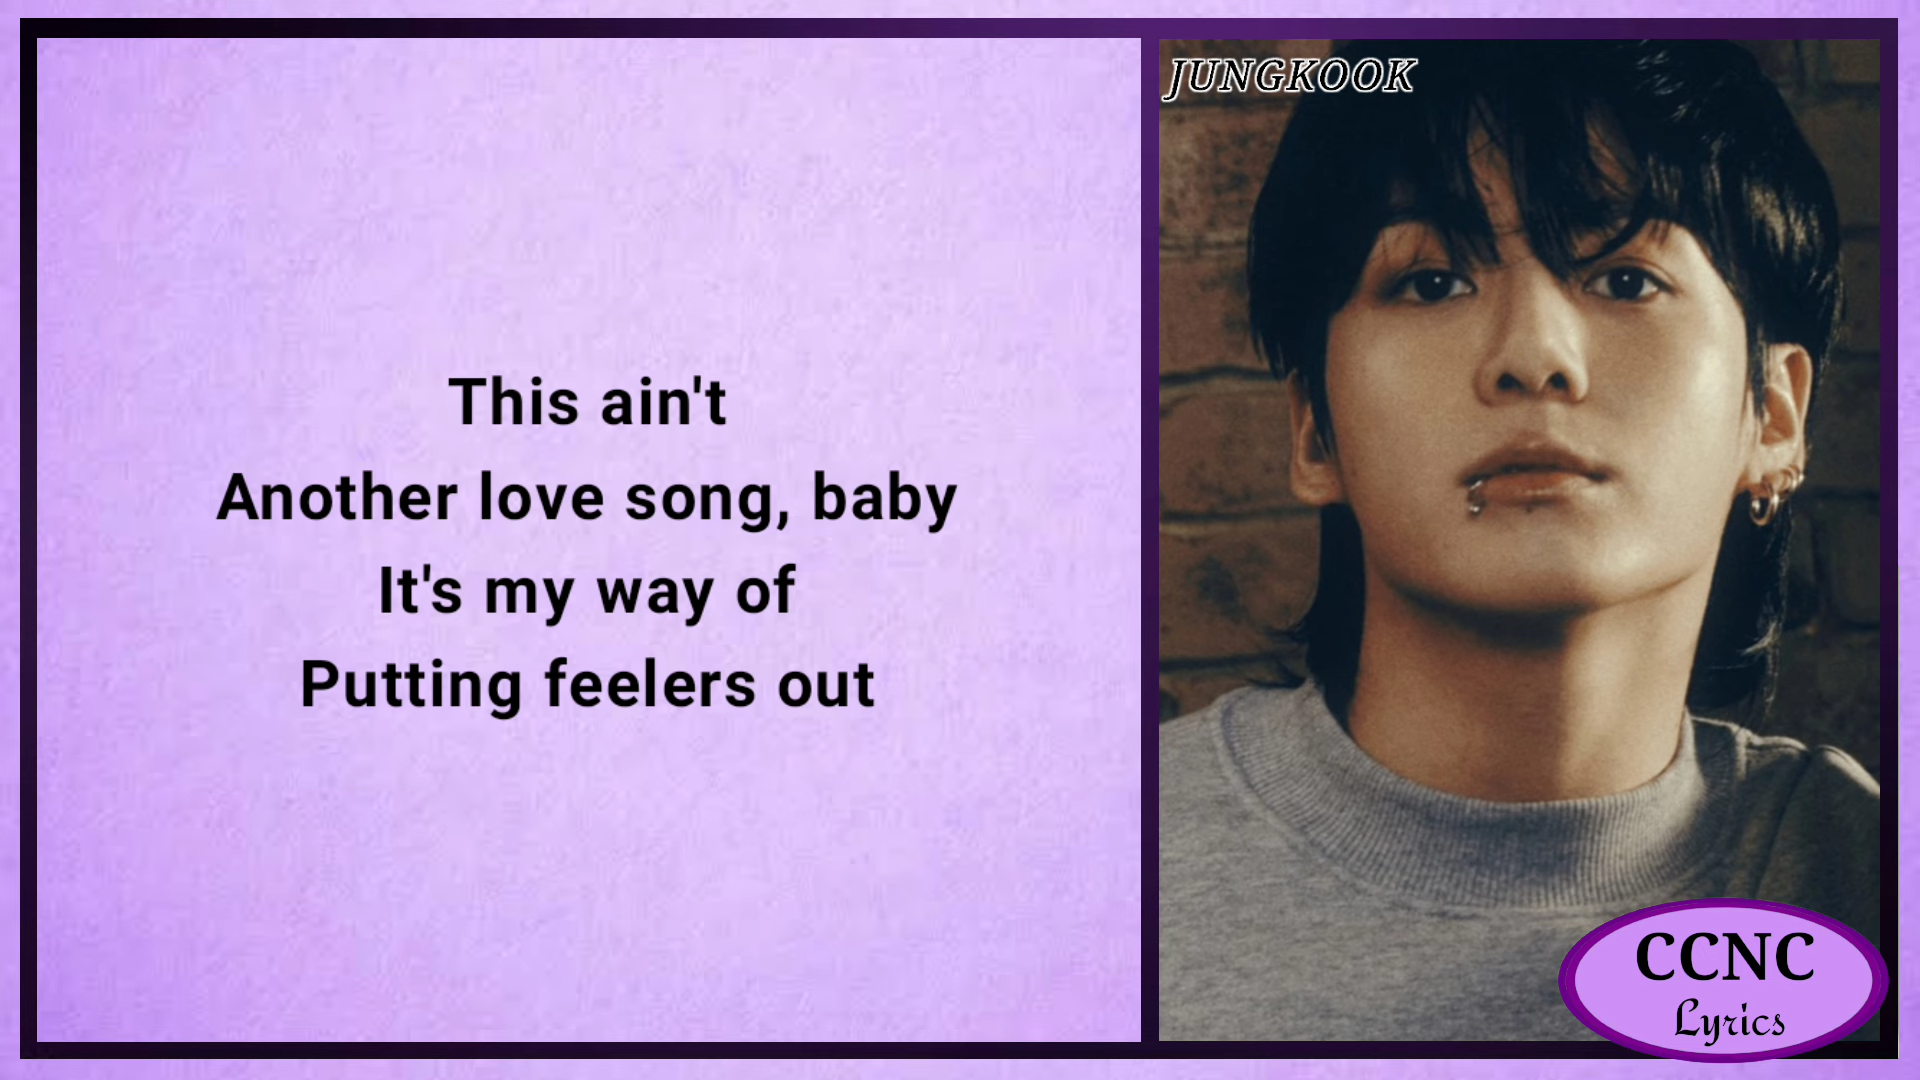 JUNGKOOK
This ain't
Another love song, baby
It's my way of
Putting feelers out
CCNC
Lyrics